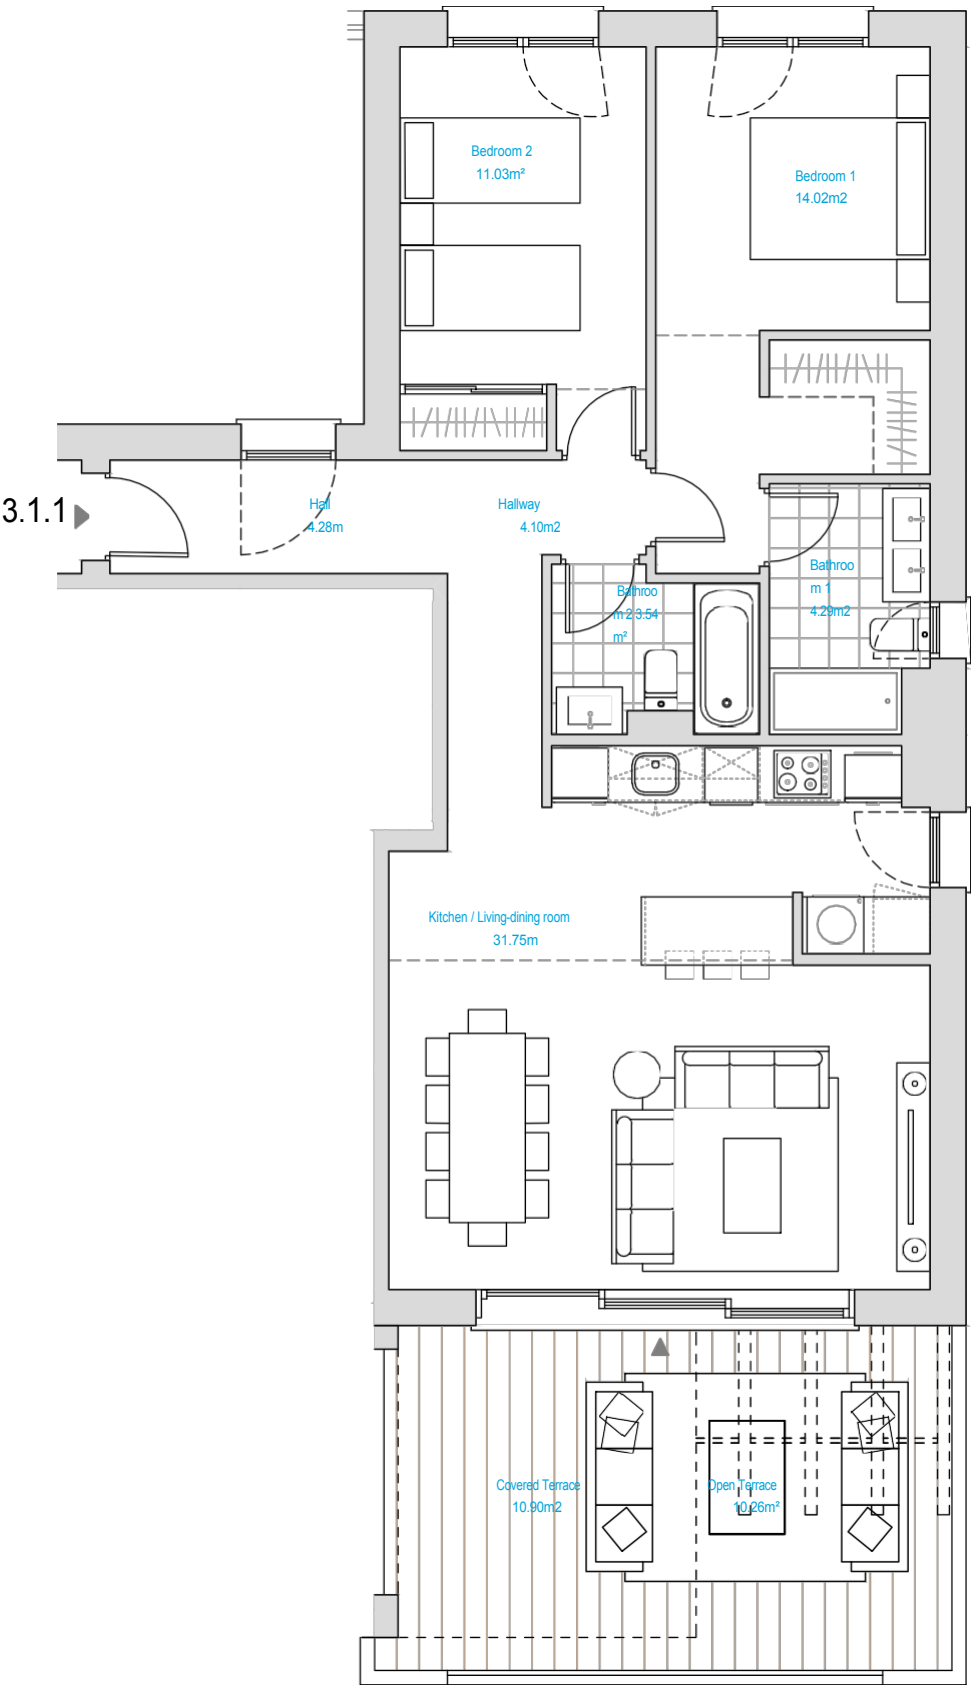 Bedroom 2
11.03m²
Bedroom 1
14.02m2
3.1.1
Hall
4.28m
Hallway
4.10m2
Bathroo
m 1
4.29m2
Bathroo
m 2 3.54
m²
Kitchen / Living-dining room
31.75m
Covered Terrace
10.90m2
Open Terrace
10.26m²